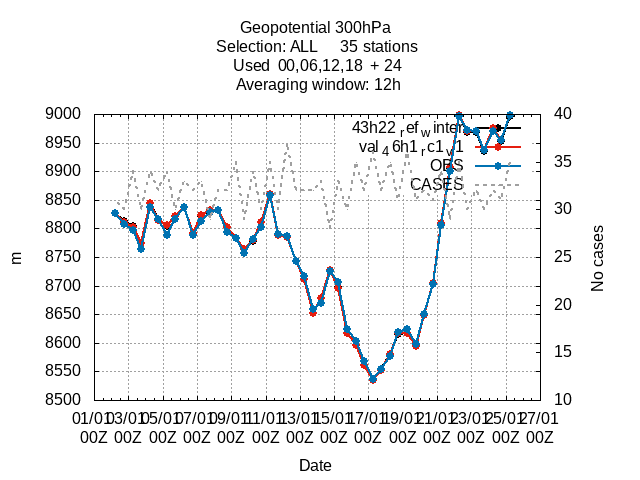 Geopotential 300hPa
Selection: ALL 35 stations
Used 00,06,12,18 + 24
Averaging window: 12h
43h22_ref_winter
val_46h1_rc1_v1
OBS
CASES
9000
8950
8900
8850
8800
8750
8700
8650
8600
8550
8500
m
40
35
30
25
20
15
10
No cases
01/01 03/01 05/01 07/01 09/01 11/01 13/01 15/01 17/01 19/01 21/01 23/01 25/01 27/01
00Z 00Z 00Z 00Z 00Z 00Z 00Z 00Z 00Z 00Z 00Z 00Z 00Z 00Z
Date